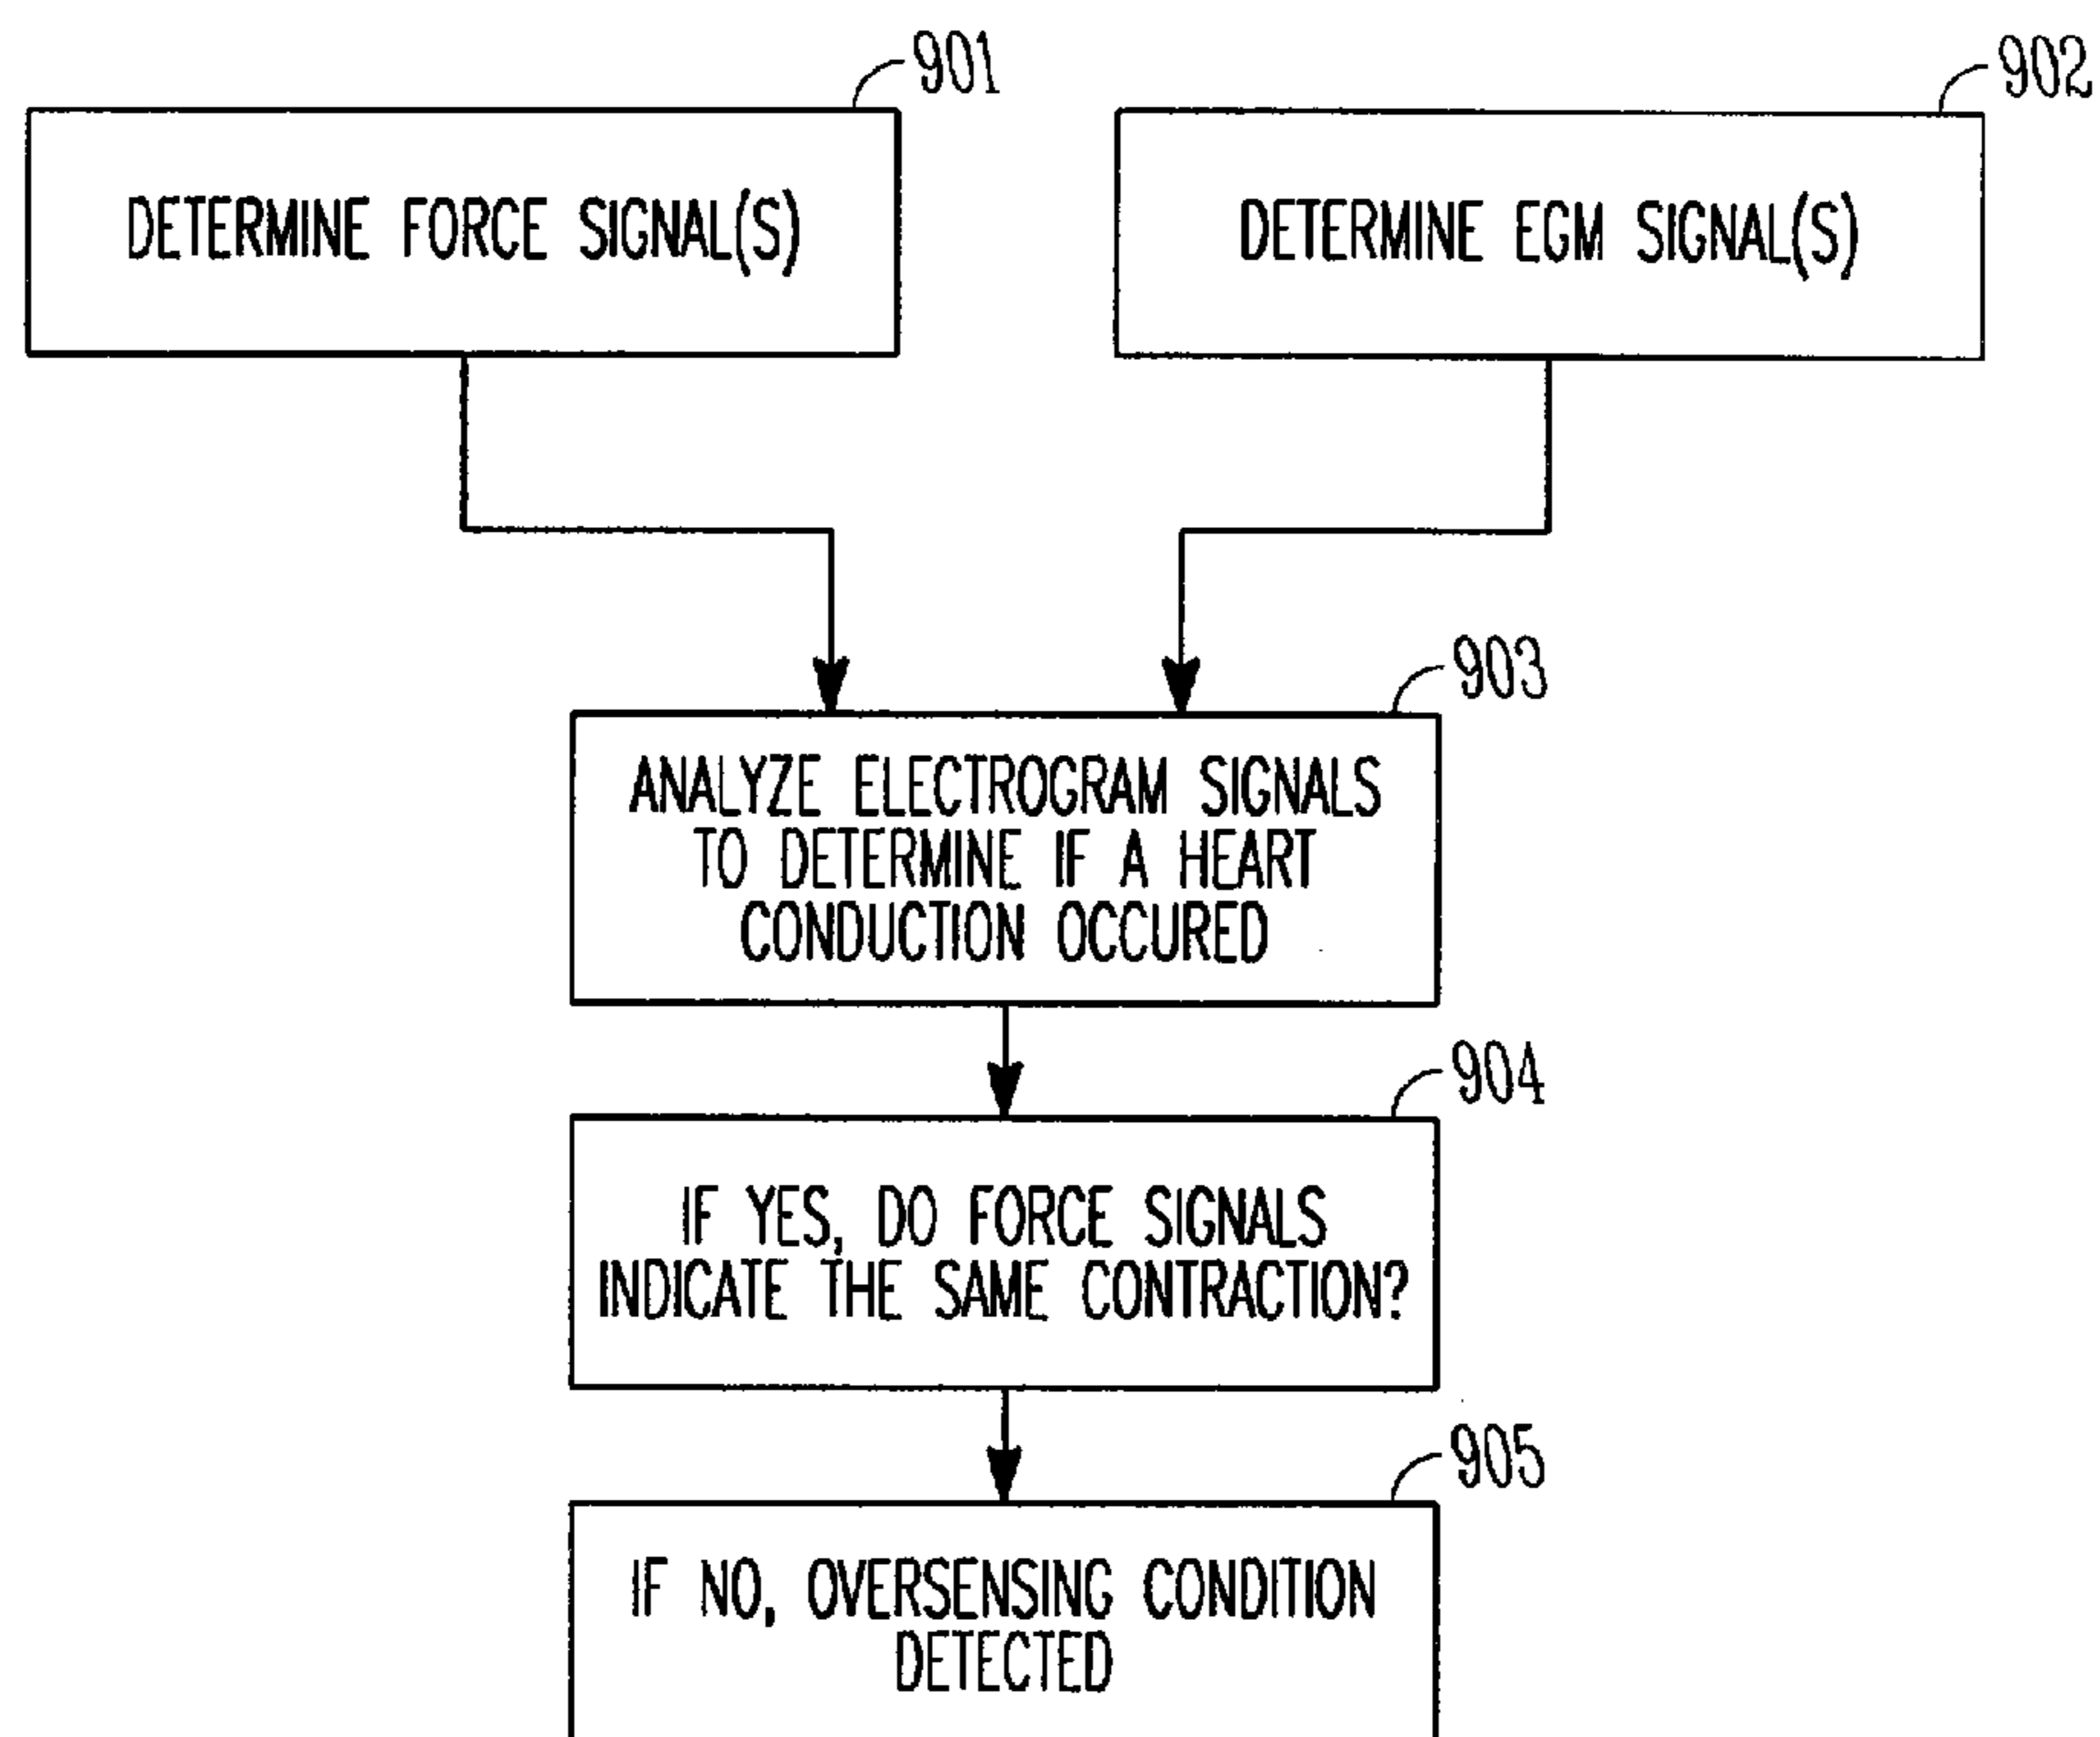 901
DETERMINE FORCE SIGNAL(S)
902
DETERMINE EGM SIGNAL(S)
903
ANALYZE ELECTROGRAM SIGNALS
TO DETERMINE IF A HEART
CONDUCTION OCCURED
904
IF YES, DO FORCE SIGNALS
INDICATE THE SAME CONTRACTION?
905
IF NO, OVERSENSING CONDITION
DETECTED